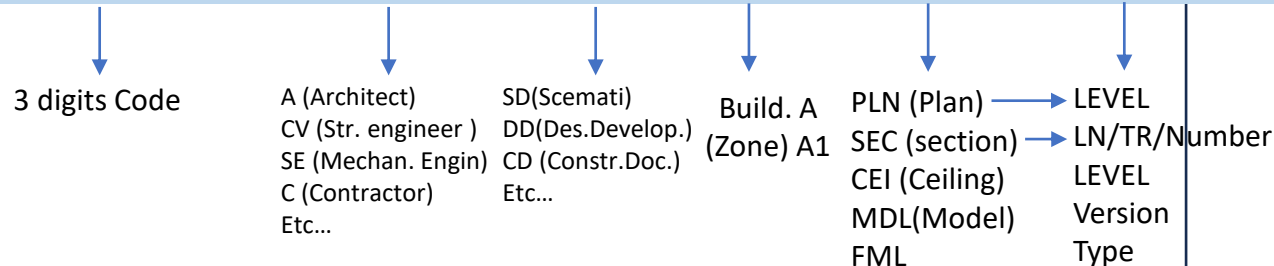 3 digits Code
A (Architect)
CV (Str. engineer )
SE (Mechan. Engin)
C (Contractor)
Etc...
SD(Scemati)
DD(Des.Develop.)
CD (Constr.Doc.)
Etc...
Build. A
(Zone) A1
PLN (Plan)
SEC (section)
CEI (Ceiling)
MDL(Model)
FML
LEVEL
LN/TR/Number
LEVEL
Version
Type